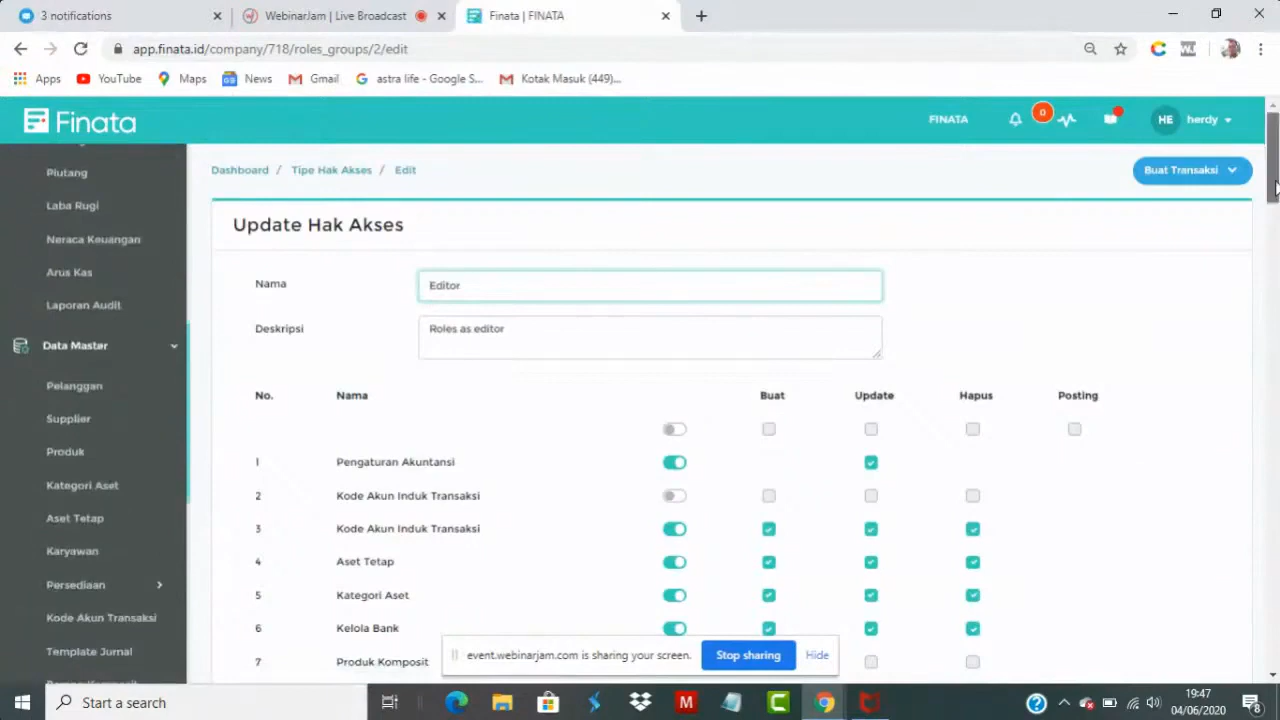 3 notifications
WebinarJam | Live Broadcast
Finata | FINATA
app.finata.id/company/718/roles_groups/2/edit
Apps
YouTube
Maps
News
Gmail
astra life - Google S...
Kotak Masuk (449)...
Finata
FINATA
0
HE
herdy
Piutang
Laba Rugi
Neraca Keuangan
Arus Kas
Laporan Audit
Data Master
Pelanggan
Supplier
Produk
Kategori Aset
Aset Tetap
Karyawan
Persediaan
Kode Akun Transaksi
Template Jurnal
Dashboard / Tipe Hak Akses / Edit
Buat Transaksi
Update Hak Akses
Nama
Editor
Deskripsi
Roles as editor
No. Nama Buat Update Hapus Posting
1 Pengaturan Akuntansi
2 Kode Akun Induk Transaksi
3 Kode Akun Induk Transaksi
4 Aset Tetap
5 Kategori Aset
6 Kelola Bank
7 Produk Komposit
event.webinarjam.com is sharing your screen.
Stop sharing
Hide
Start a search
19:47
04/06/2020
8